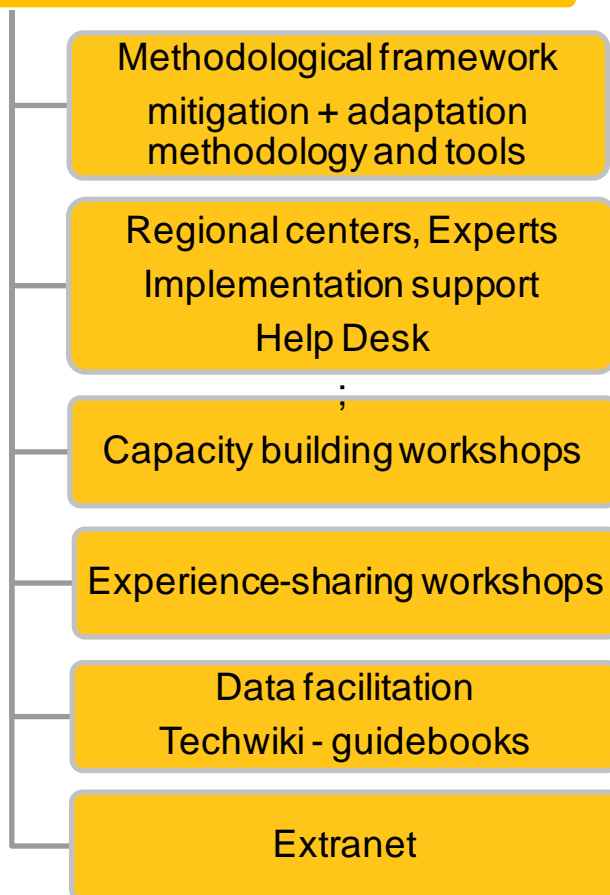 Methodological framework
mitigation + adaptation
methodology and tools
Regional centers, Experts
Implementation support
Help Desk
;
Capacity building workshops
Experience-sharing workshops
Data facilitation
Techwiki - guidebooks
Extranet